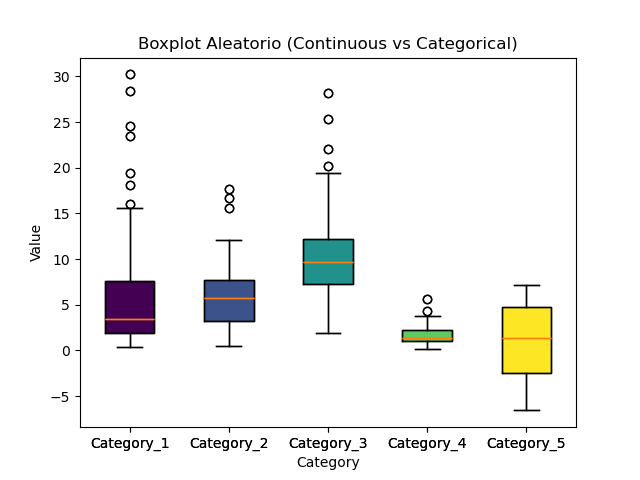 Boxplot Aleatorio (Continuous vs Categorical)
30
25
20
15
10
5
0
−5
Value
Category_1 Category_2 Category_3 Category_4 Category_5
Category